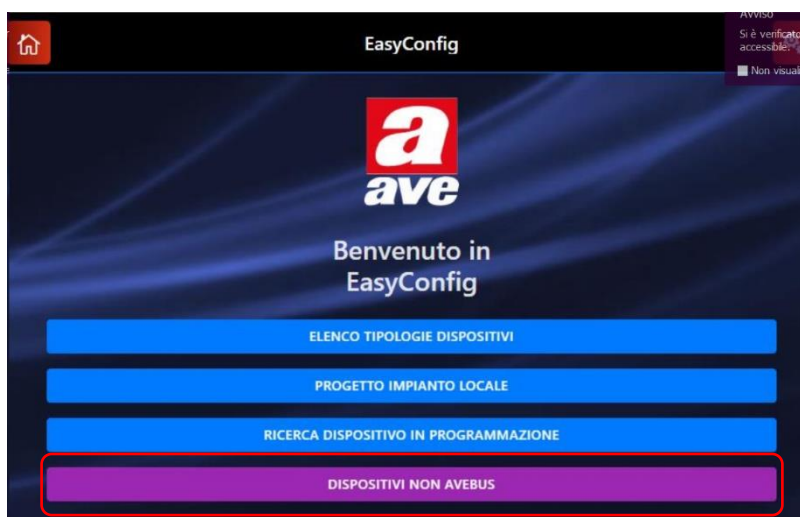 EasyConfig
Avviso
Si è verificato
accessibile.
Non visuali
a
ave
Benvenuto in
EasyConfig
ELENCO TIPOLOGIE DISPOSITIVI
PROGETTO IMPIANTO LOCALE
RICERCA DISPOSITIVO IN PROGRAMMAZIONE
DISPOSITIVI NON AVEBUS